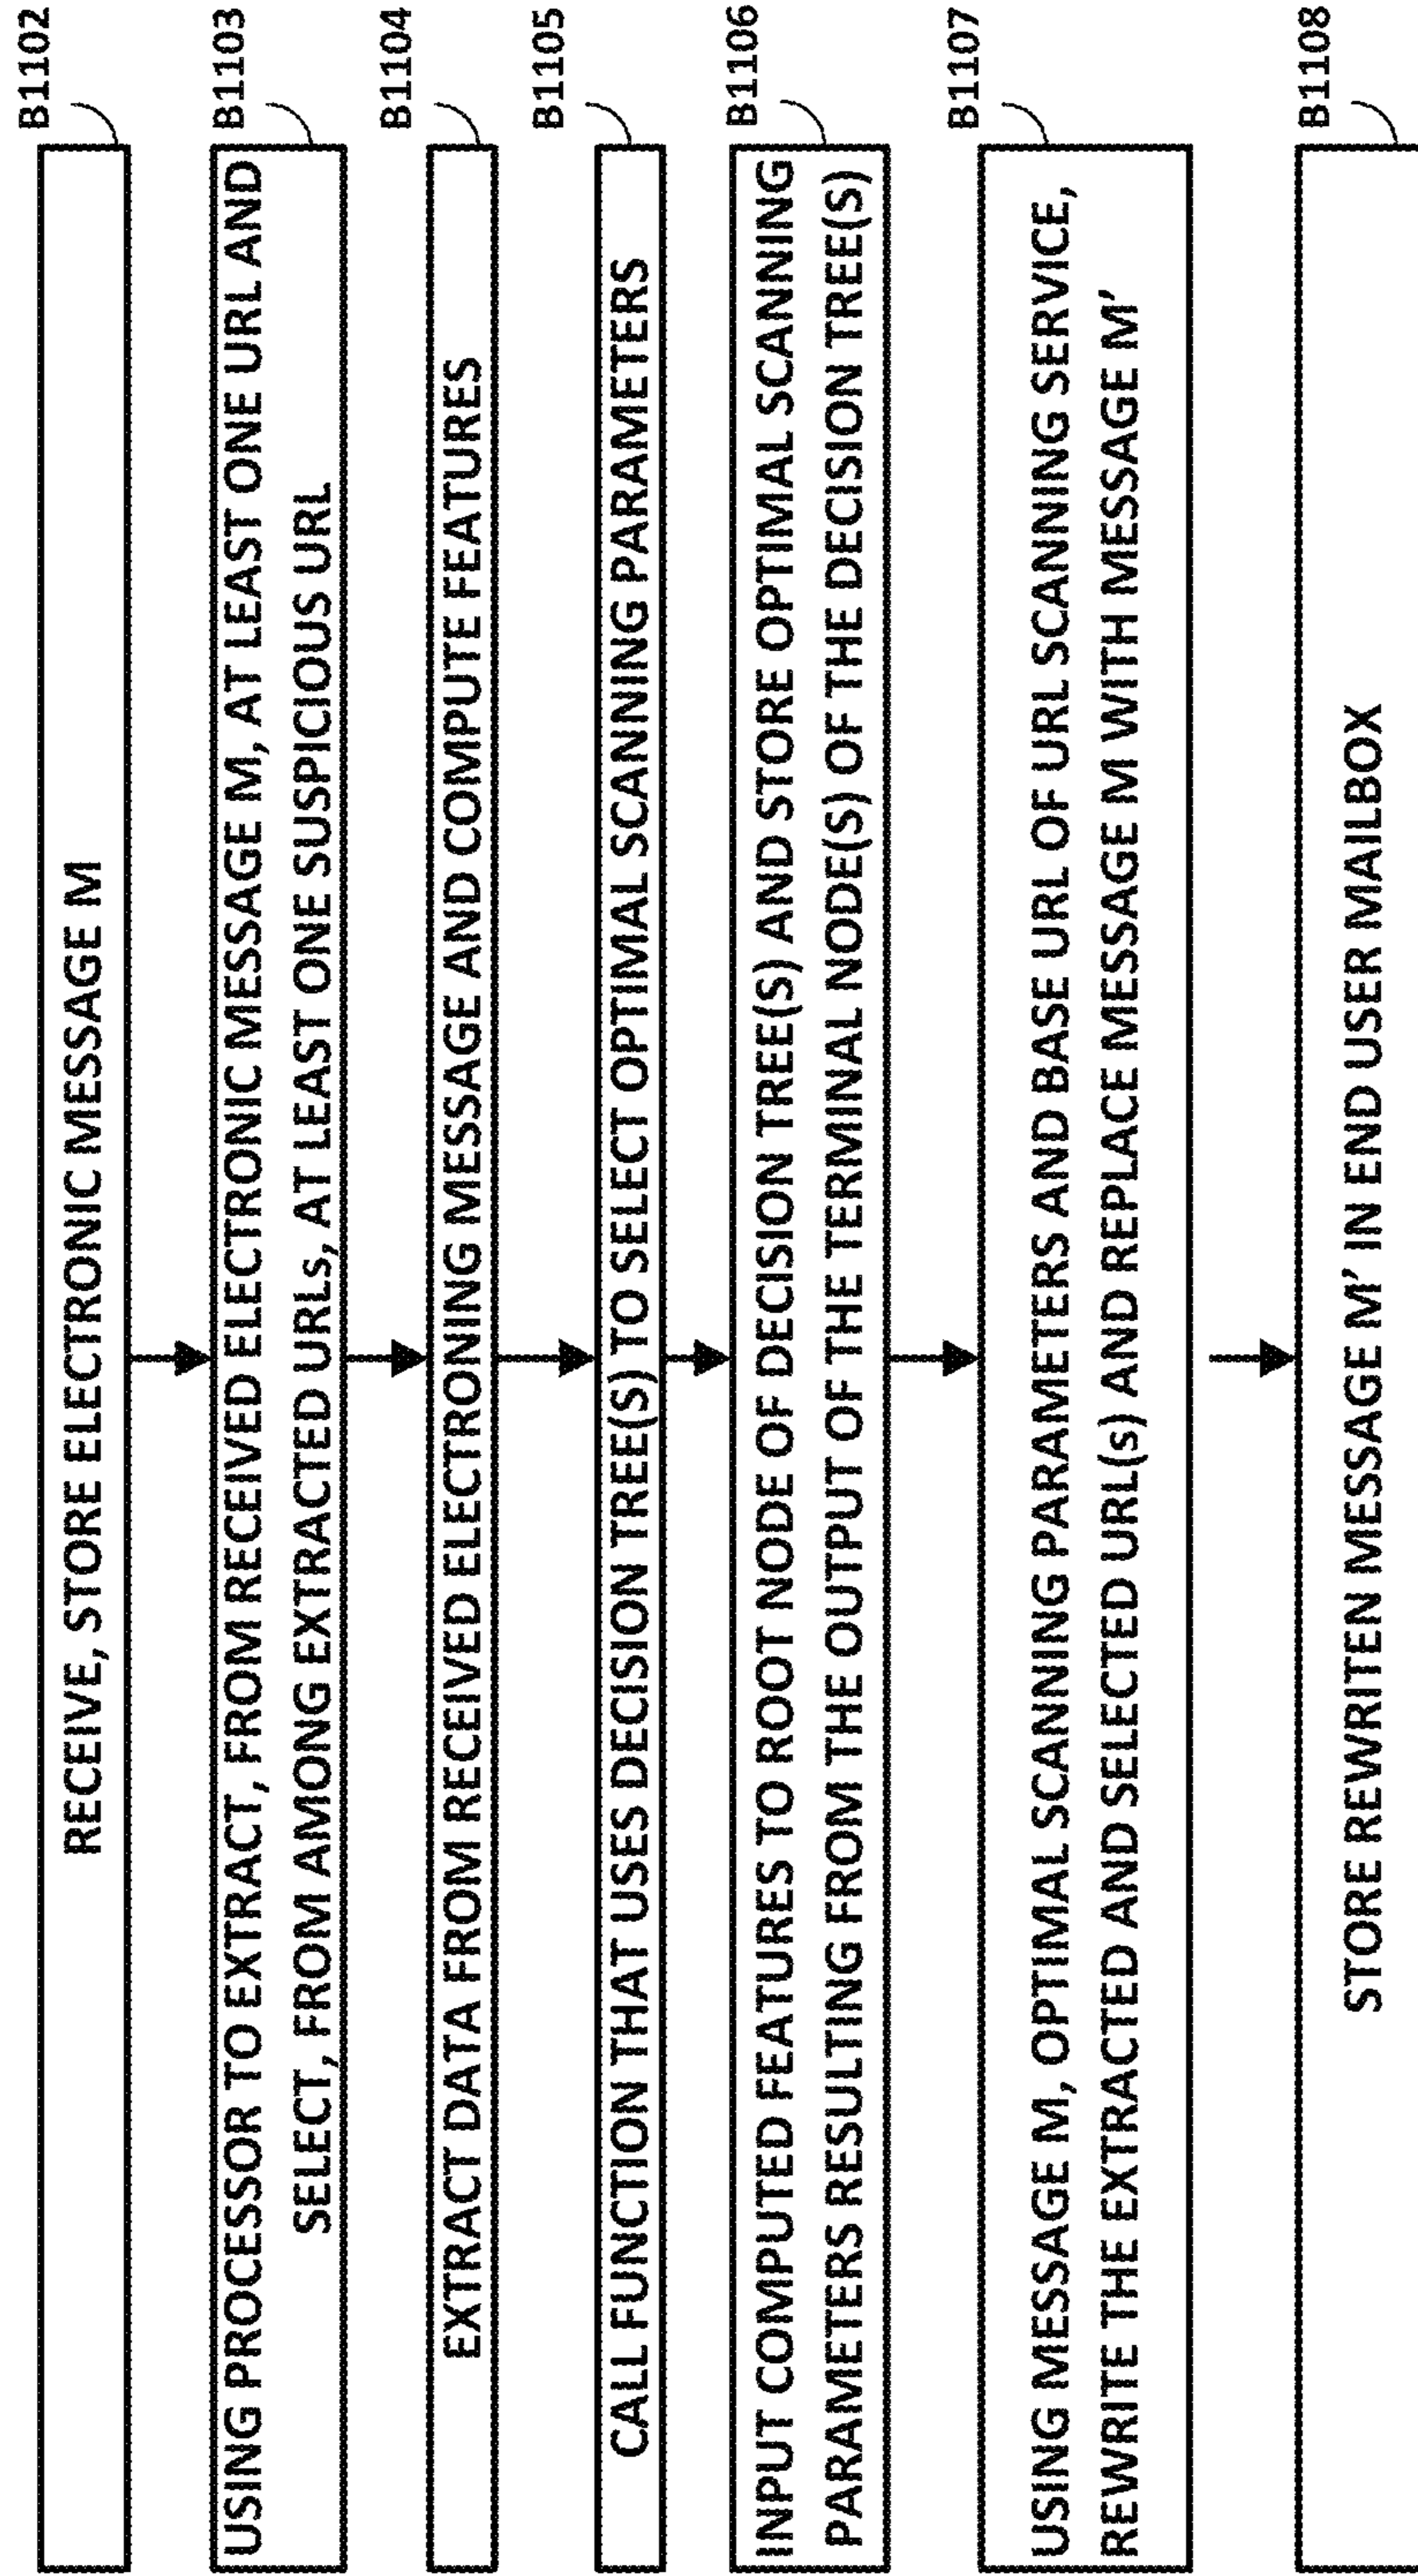 B1102
RECEIVE, STORE ELECTRONIC MESSAGE M
B1103
USING PROCESSOR TO EXTRACT, FROM RECEIVED ELECTRONIC MESSAGE M, AT LEAST ONE URL AND
SELECT, FROM AMONG EXTRACTED URLs, AT LEAST ONE SUSPICIOUS URL
B1104
EXTRACT DATA FROM RECEIVED ELECTRONING MESSAGE AND COMPUTE FEATURES
B1105
CALL FUNCTION THAT USES DECISION TREE(S) TO SELECT OPTIMAL SCANNING PARAMETERS
B1106
INPUT COMPUTED FEATURES TO ROOT NODE OF DECISION TREE(S) AND STORE OPTIMAL SCANNING
PARAMETERS RESULTING FROM THE OUTPUT OF THE TERMINAL NODE(S) OF THE DECISION TREE(S)
B1107
USING MESSAGE M, OPTIMAL SCANNING PARAMETERS AND BASE URL OF URL SCANNING SERVICE,
REWRITE THE EXTRACTED AND SELECTED URL(s) AND REPLACE MESSAGE M WITH MESSAGE M'
B1108
STORE REWRITEN MESSAGE M' IN END USER MAILBOX